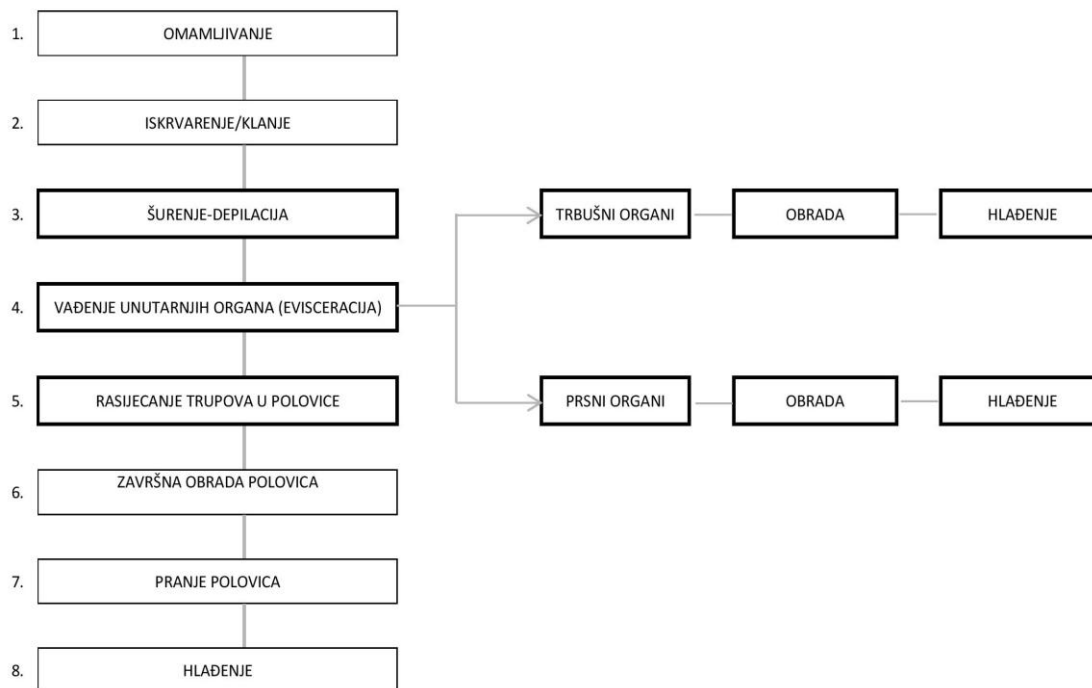 1. OMAMLJIVANJE
2. ISKRVARENJE/KLANJE
3. ŠURENJE-DEPILACIJA
TRBUŠNI ORGANI
OBRADA
HLAĐENJE
4. VAĐENJE UNUTARNJIH ORGANA (EVISCERACIJA)
5. RASIJECANJE TRUPOVA U POLOVICE
PRSNI ORGANI
OBRADA
HLAĐENJE
6. ZAVRŠNA OBRADA POLOVICA
7. PRANJE POLOVICA
8. HLAĐENJE